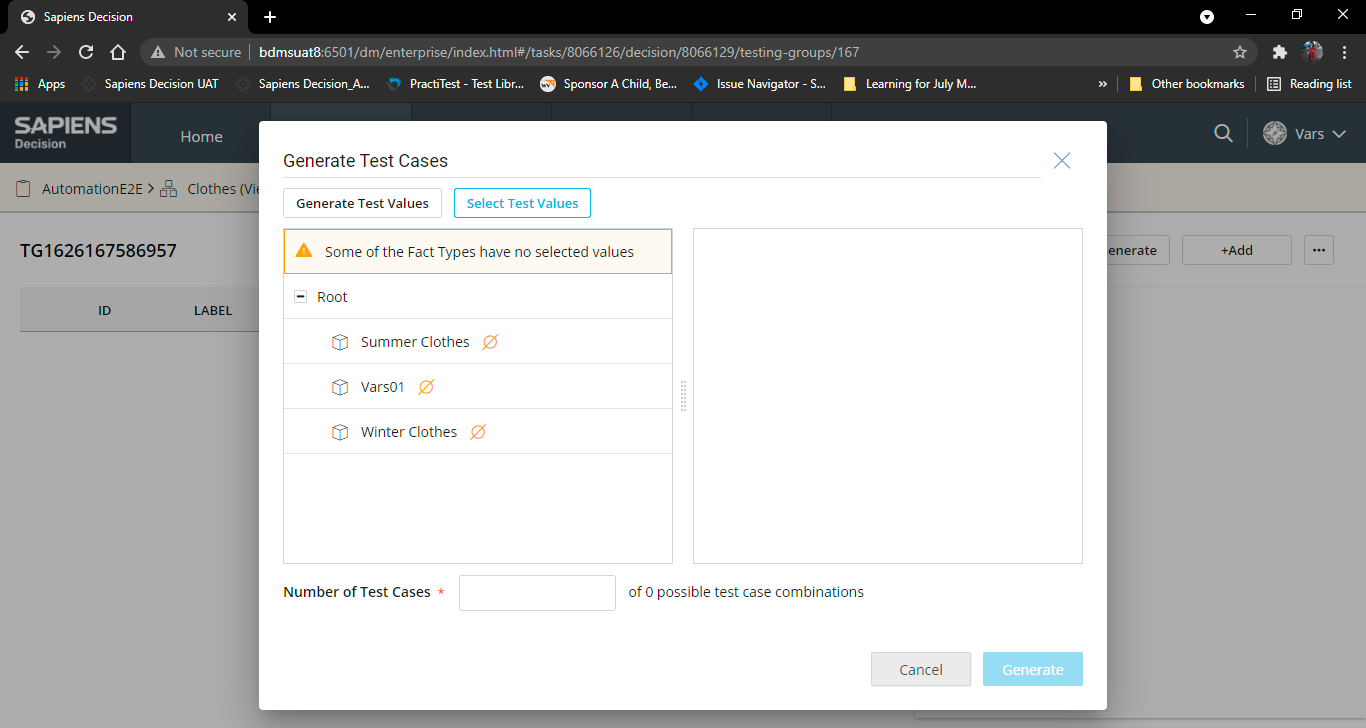 Sapiens Decision
Not secure bdmsuat8:6501/dm/enterprise/index.html#/tasks/8066126/decision/8066129/testing-groups/167
Apps Sapiens Decision UAT Sapiens Decision_A... PractiTest - Test Libr... Sponsor A Child, Be... Issue Navigator - S... Learning for July M... » Other bookmarks Reading list
SAPIENS
Decision
Home
Vars
AutomationE2E > Clothes (Vie
Generate Test Cases
Generate Test Values Select Test Values
TG1626167586957
enerate +Add ...
Some of the Fact Types have no selected values
Root
ID LABEL
Summer Clothes
Vars01
Winter Clothes
Number of Test Cases * of 0 possible test case combinations
Cancel Generate